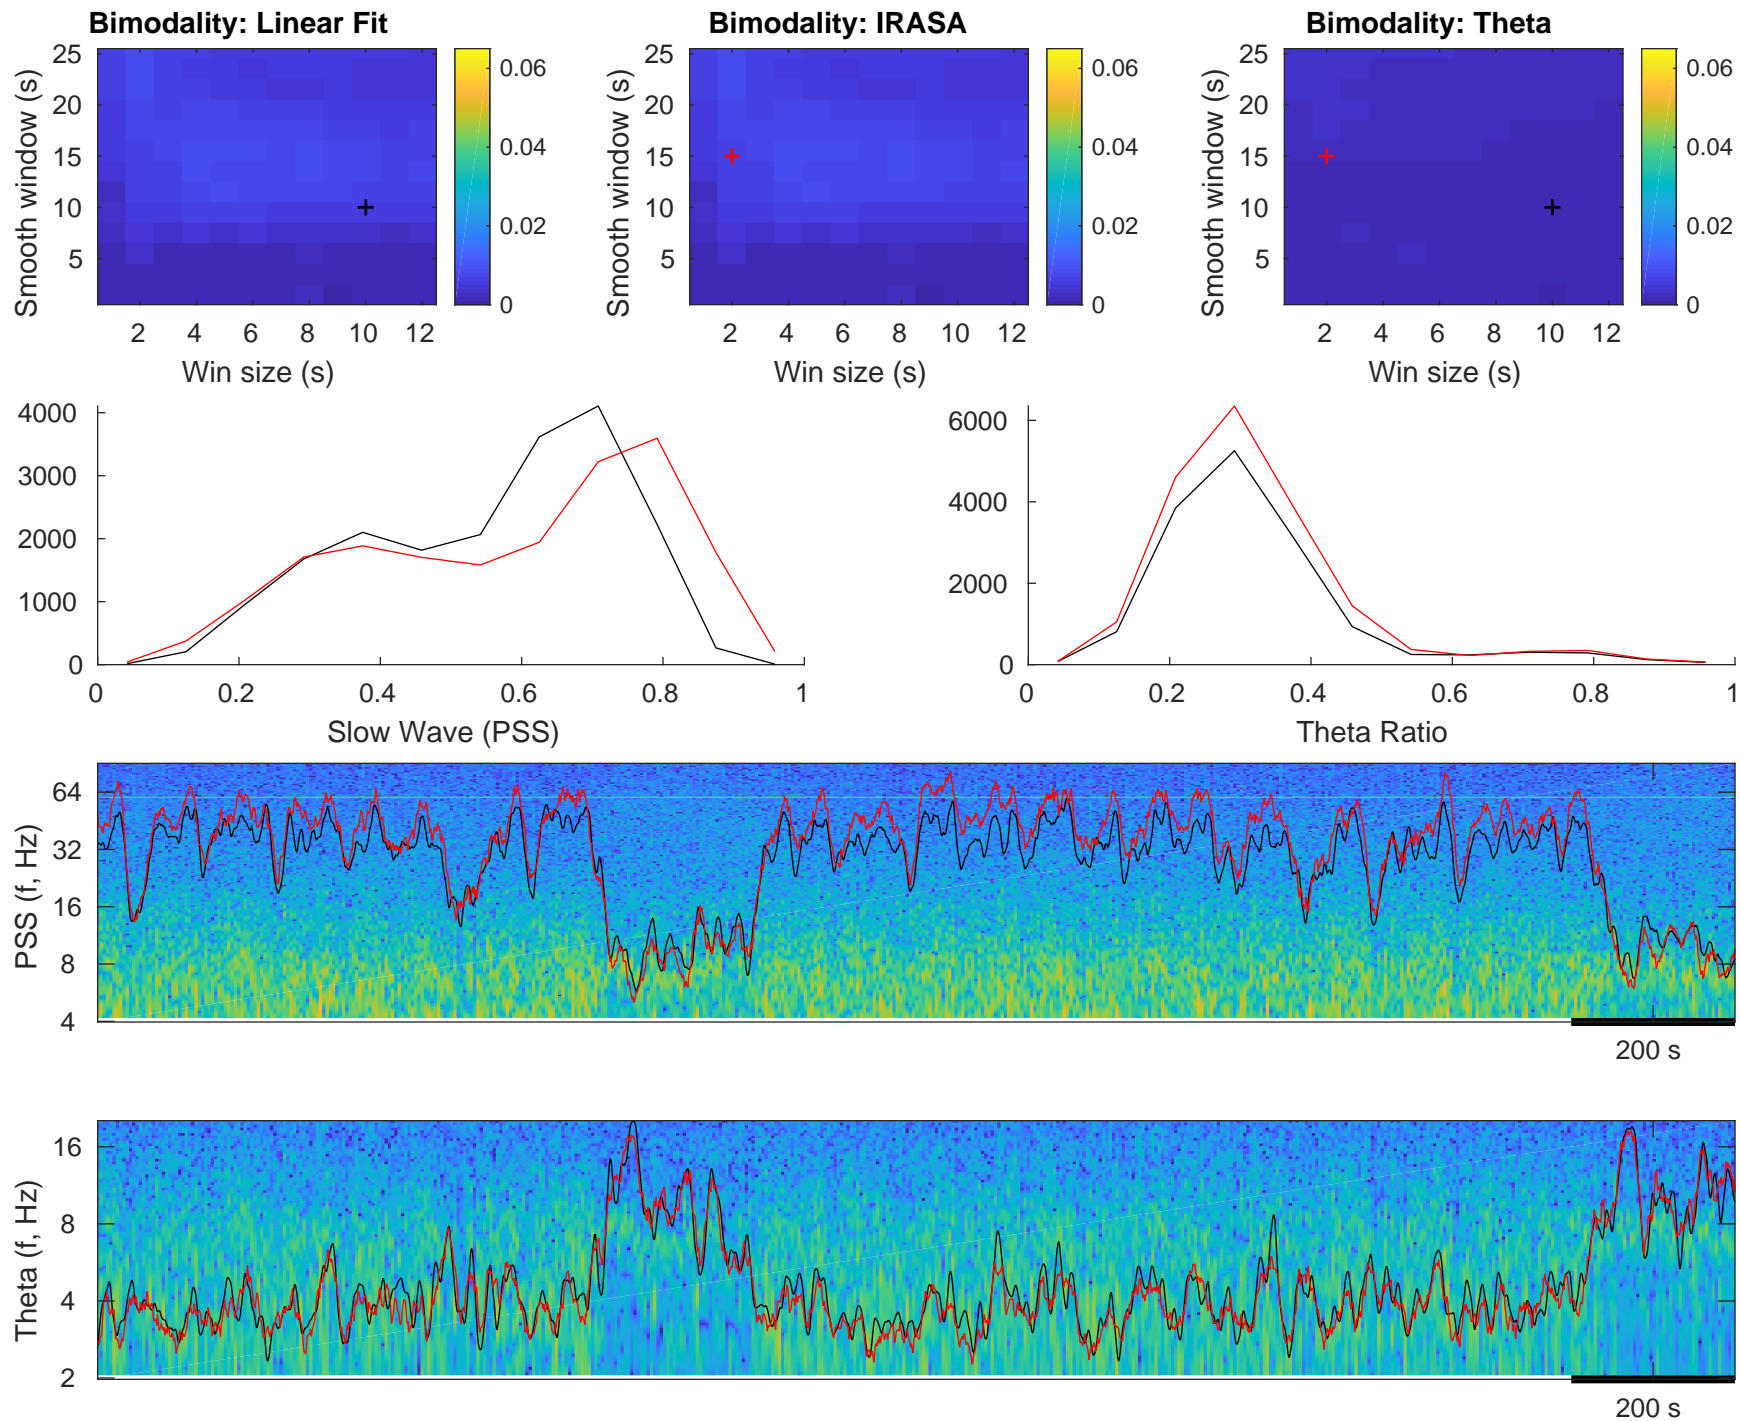 Bimodality: Linear Fit
Bimodality: IRASA
Bimodality: Theta
Smooth window (s)
25
20
15
10
5
2 4 6 8 10 12
Win size (s)
0.06
0.04
0.02
0
Smooth window (s)
25
20
15
10
5
2 4 6 8 10 12
Win size (s)
0.06
0.04
0.02
0
Smooth window (s)
25
20
15
10
5
2 4 6 8 10 12
Win size (s)
0.06
0.04
0.02
0
4000
3000
2000
1000
0
0 0.2 0.4 0.6 0.8 1
Slow Wave (PSS)
6000
4000
2000
0
0 0.2 0.4 0.6 0.8 1
Theta Ratio
PSS (f, Hz)
64
32
16
8
4
200 s
Theta (f, Hz)
16
8
4
2
200 s